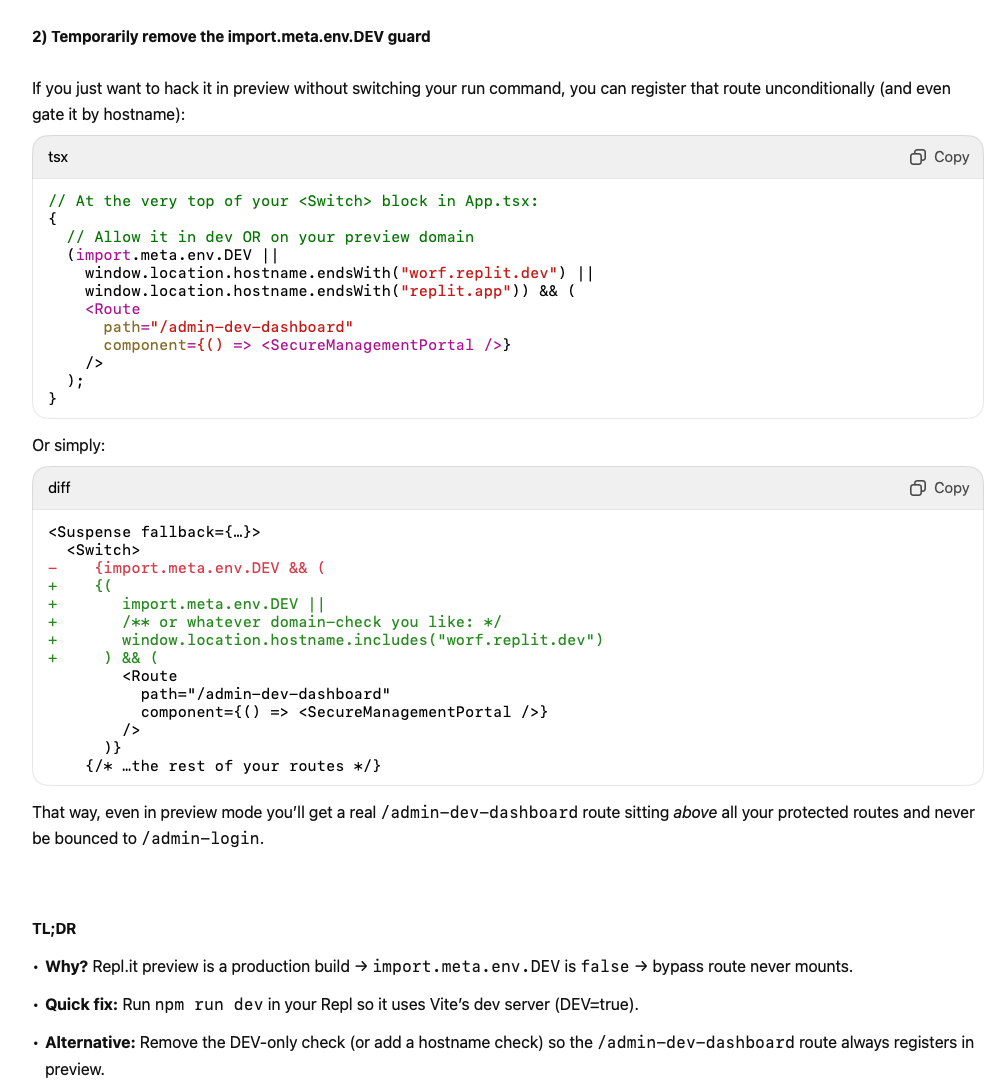 2) Temporarily remove the import.meta.env.DEV guard
If you just want to hack it in preview without switching your run command, you can register that route unconditionally (and even
gate it by hostname):
tsx
Copy
// At the very top of your <Switch> block in App.tsx:
{
  // Allow it in dev OR on your preview domain
  (import.meta.env.DEV ||
    window.location.hostname.endsWith("worf.replit.dev") ||
    window.location.hostname.endsWith("replit.app")) && (
    <Route
      path="/admin-dev-dashboard"
      component={() => <SecureManagementPortal />}
    />
  );
}
Or simply:
diff
Copy
<Suspense fallback={…}>
  <Switch>
-    {import.meta.env.DEV && (
+    {(
+       import.meta.env.DEV ||
+       /** or whatever domain-check you like: */
+       window.location.hostname.includes("worf.replit.dev")
+     ) && (
        <Route
          path="/admin-dev-dashboard"
          component={() => <SecureManagementPortal />}
        />
      )}
    {/* …the rest of your routes */}
That way, even in preview mode you’ll get a real /admin-dev-dashboard route sitting above all your protected routes and never
be bounced to /admin-login.
TL;DR
• Why? Repl.it preview is a production build → import.meta.env.DEV is false → bypass route never mounts.
• Quick fix: Run npm run dev in your Repl so it uses Vite’s dev server (DEV=true).
• Alternative: Remove the DEV-only check (or add a hostname check) so the /admin-dev-dashboard route always registers in
preview.